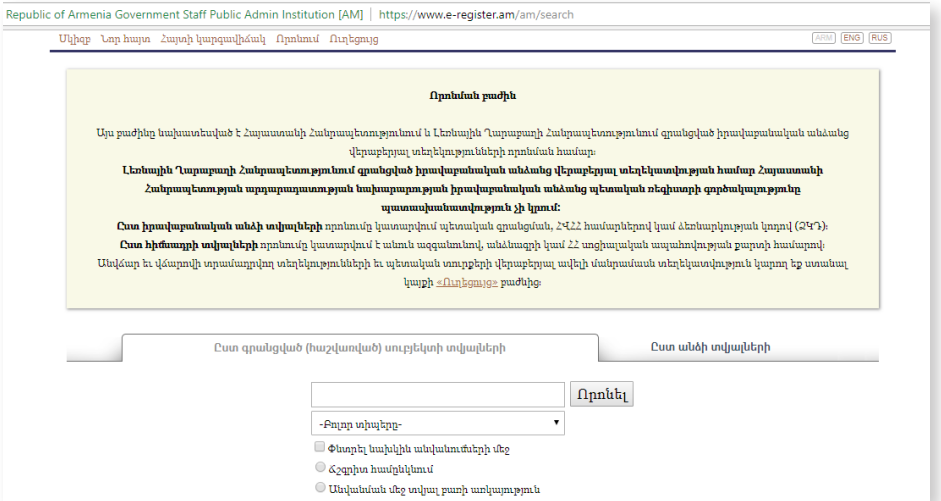 Republic of Armenia Government Staff Public Admin Institution [AM] | https://www.e-register.am/am/search
Սկիզբ Նոր հայտ Հայտի կարգավիճակ Որոնում Ուղեցույց ARM ENG RUS
Որոնման բաժին
Այս բաժինը նախատեսված է Հայաստանի Հանրապետությունում և Լեռնային Ղարաբաղի Հանրապետությունում գրանցված իրավաբանական անձանց
վերաբերյալ տեղեկությունների որոնման համար:
Լեռնային Ղարաբաղի Հանրապետությունում գրանցված իրավաբանական անձանց վերաբերյալ տեղեկատվության համար Հայաստանի
Հանրապետության արդարադատության նախարարության իրավաբանական անձանց պետական ռեգիստրի գործակալությունը
պատասխանատվություն չի կրում:
Ըստ իրավաբանական անձի տվյալների որոնումը կատարվում պետական գրանցման, ՀՎՀՀ համարներով կամ ձեռնարկության կոդով (ՁԿԴ):
Ըստ հիմնադրի տվյալների որոնումը կատարվում է անուն ազգանունով, անձնագրի կամ ՀՀ սոցիալական ապահովության քարտի համարով:
Անվճար եւ վճարովի տրամադրվող տեղեկությունների եւ պետական տուրքերի վերաբերյալ ավելի մանրամասն տեղեկատվություն կարող եք ստանալ
կայքի «Ուղեցույց» բաժնից:
Ըստ գրանցված (հաշվառված) սուբյեկտի տվյալների Ըստ անձի տվյալների
Որոնել
-Բոլոր տիպերը-
Փնտրել նախկին անվանումների մեջ
Ճշգրիտ համընկնում
Անվանման մեջ տվյալ բառի առկայություն